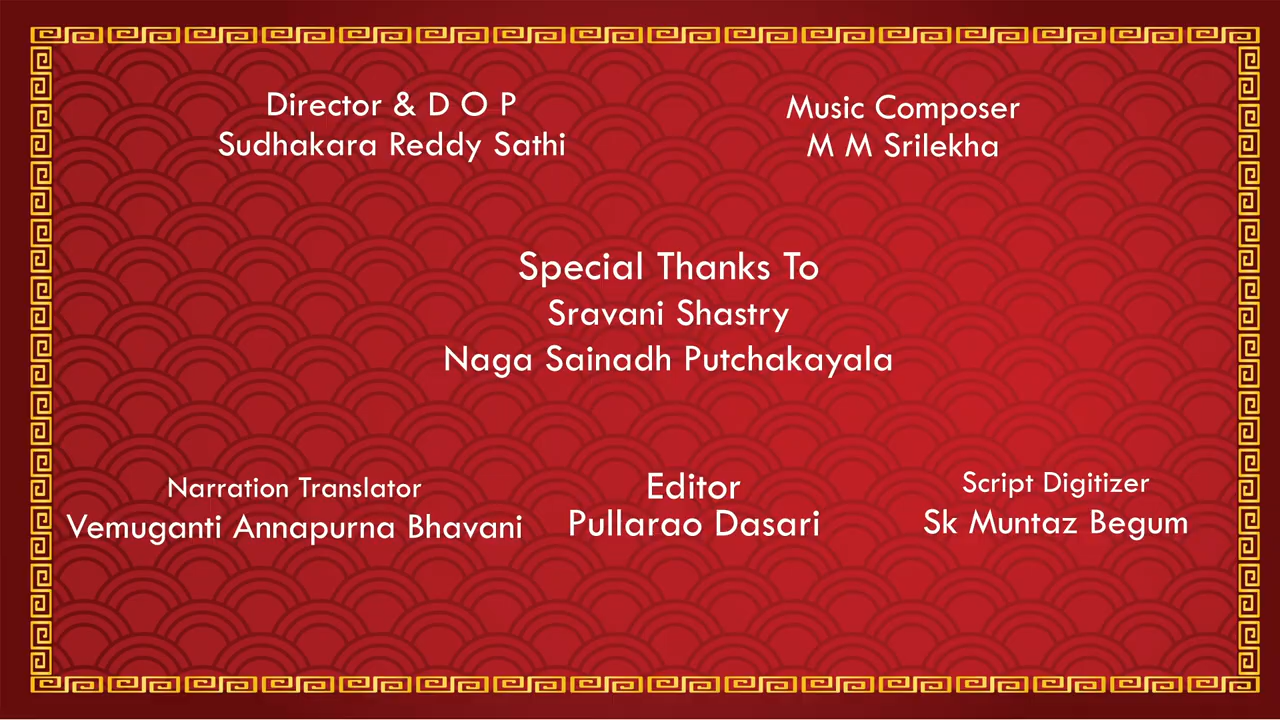 Director & D O P
Sudhakara Reddy Sathi
Music Composer
M M Srilekha
Special Thanks To
Sravani Shastry
Naga Sainadh Putchakayala
Narration Translator
Vemuganti Annapurna Bhavani
Editor
Pullarao Dasari
Script Digitizer
Sk Muntaz Begum